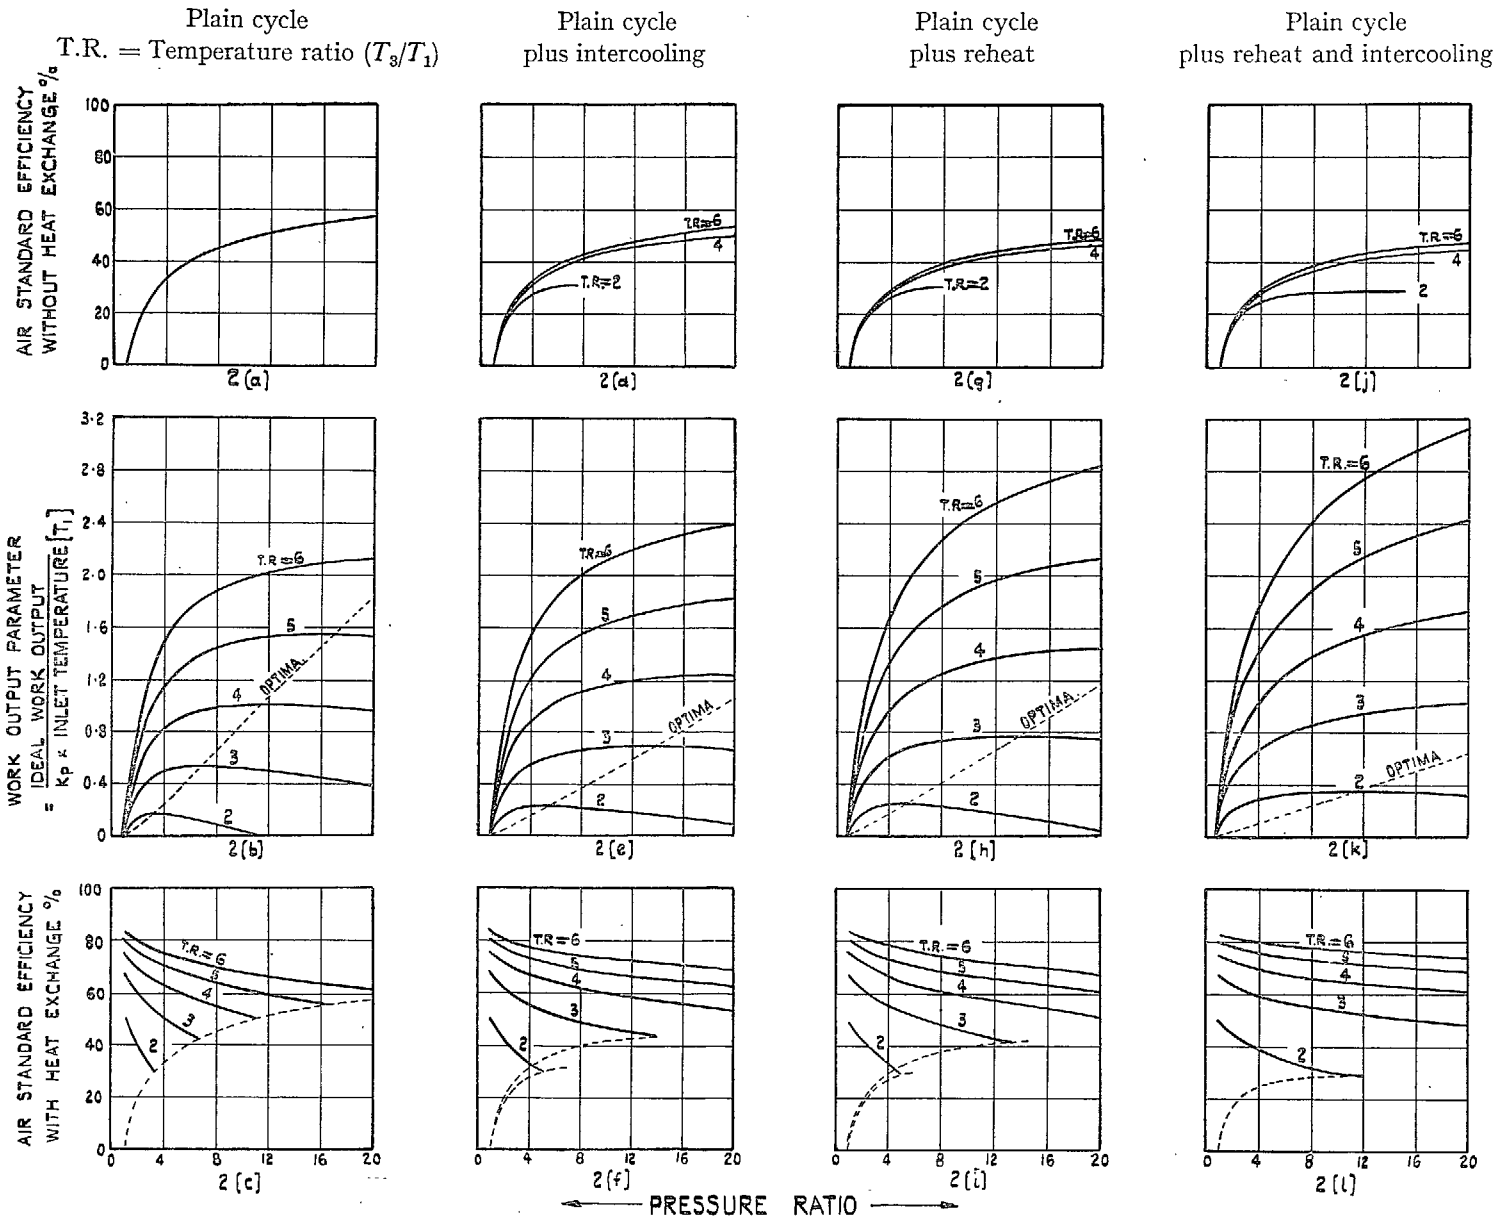 Plain cycle
T.R. = Temperature ratio (T₃/T₁)
Plain cycle
plus intercooling
Plain cycle
plus reheat
Plain cycle
plus reheat and intercooling
AIR STANDARD EFFICIENCY
WITHOUT HEAT EXCHANGE %
100
80
60
40
20
0
2(a)
T.R.=6
4
T.R.=2
2(d)
T.R.=6
4
T.R.=2
2(g)
T.R.=6
4
2
2(j)
WORK OUTPUT PARAMETER
= IDEAL WORK OUTPUT
Kp × INLET TEMPERATURE [T₁]
3·2
2·8
2·4
2·0
1·6
1·2
0·8
0·4
0
T.R=6
5
4
OPTIMA
3
2
2(b)
T.R.=6
5
4
OPTIMA
3
2
2(e)
T.R=6
5
4
OPTIMA
3
2
2(h)
T.R.=6
5
4
3
OPTIMA
2
2(k)
AIR STANDARD EFFICIENCY
WITH HEAT EXCHANGE %
100
80
60
40
20
0
T.R.=6
5
4
3
2
0 4 8 12 16 20
2(c)
T.R=6
5
4
3
2
0 4 8 12 16 20
2(f)
T.R.=6
5
4
3
2
0 4 8 12 16 20
2(i)
T.R.=6
5
4
3
2
0 4 8 12 16 20
2(l)
PRESSURE RATIO